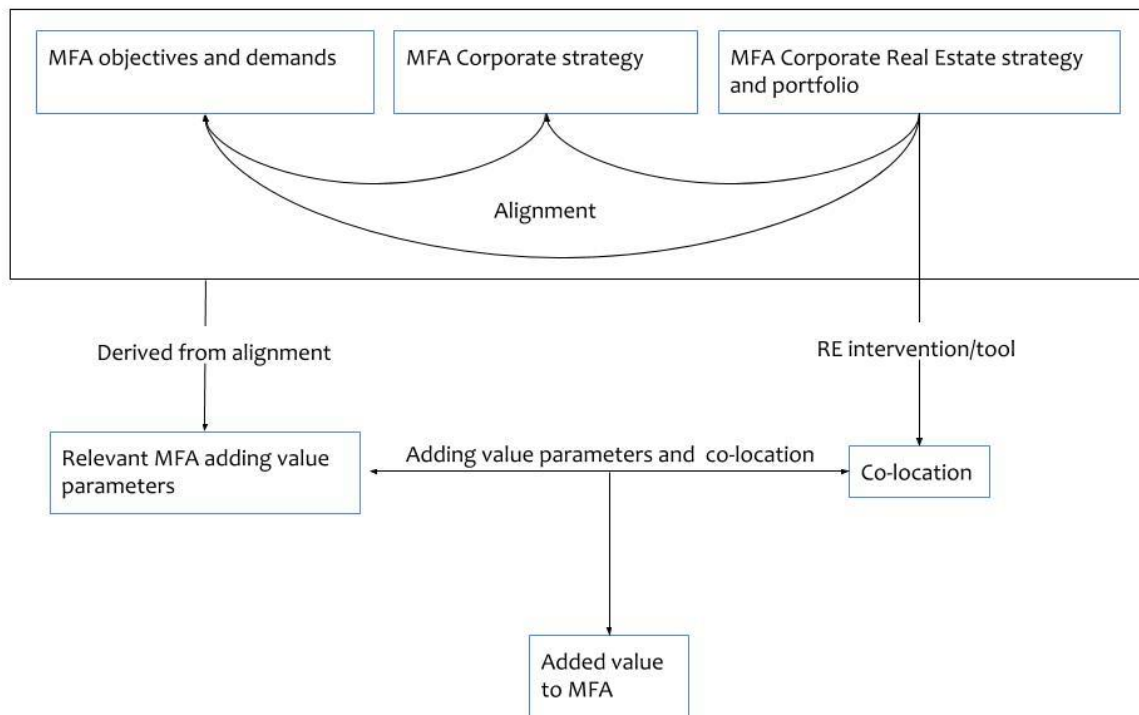 MFA objectives and demands
MFA Corporate strategy
MFA Corporate Real Estate strategy
and portfolio
Alignment
Derived from alignment
RE intervention/tool
Relevant MFA adding value
parameters
Adding value parameters and  co-location
Co-location
Added value
to MFA